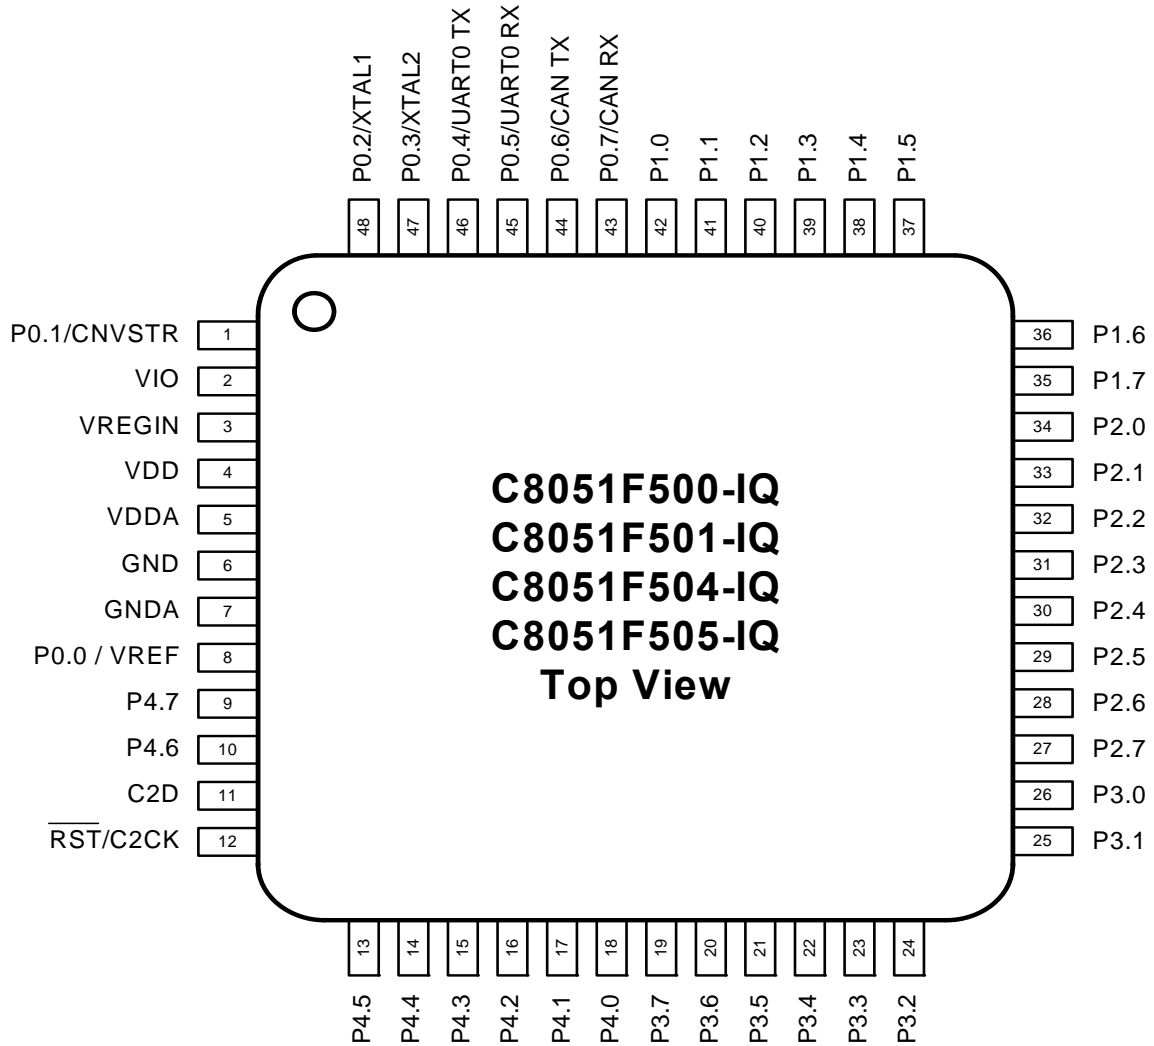 P0.2/XTAL1
P0.3/XTAL2
P0.4/UART0 TX
P0.5/UART0 RX
P0.6/CAN TX
P0.7/CAN RX
P1.0
P1.1
P1.2
P1.3
P1.4
P1.5
48
47
46
45
44
43
42
41
40
39
38
37
P0.1/CNVSTR 1
VIO 2
VREGIN 3
VDD 4
VDDA 5
GND 6
GNDA 7
P0.0 / VREF 8
P4.7 9
P4.6 10
C2D 11
RST/C2CK 12
C8051F500-IQ
C8051F501-IQ
C8051F504-IQ
C8051F505-IQ
Top View
36 P1.6
35 P1.7
34 P2.0
33 P2.1
32 P2.2
31 P2.3
30 P2.4
29 P2.5
28 P2.6
27 P2.7
26 P3.0
25 P3.1
13
14
15
16
17
18
19
20
21
22
23
24
P4.5
P4.4
P4.3
P4.2
P4.1
P4.0
P3.7
P3.6
P3.5
P3.4
P3.3
P3.2